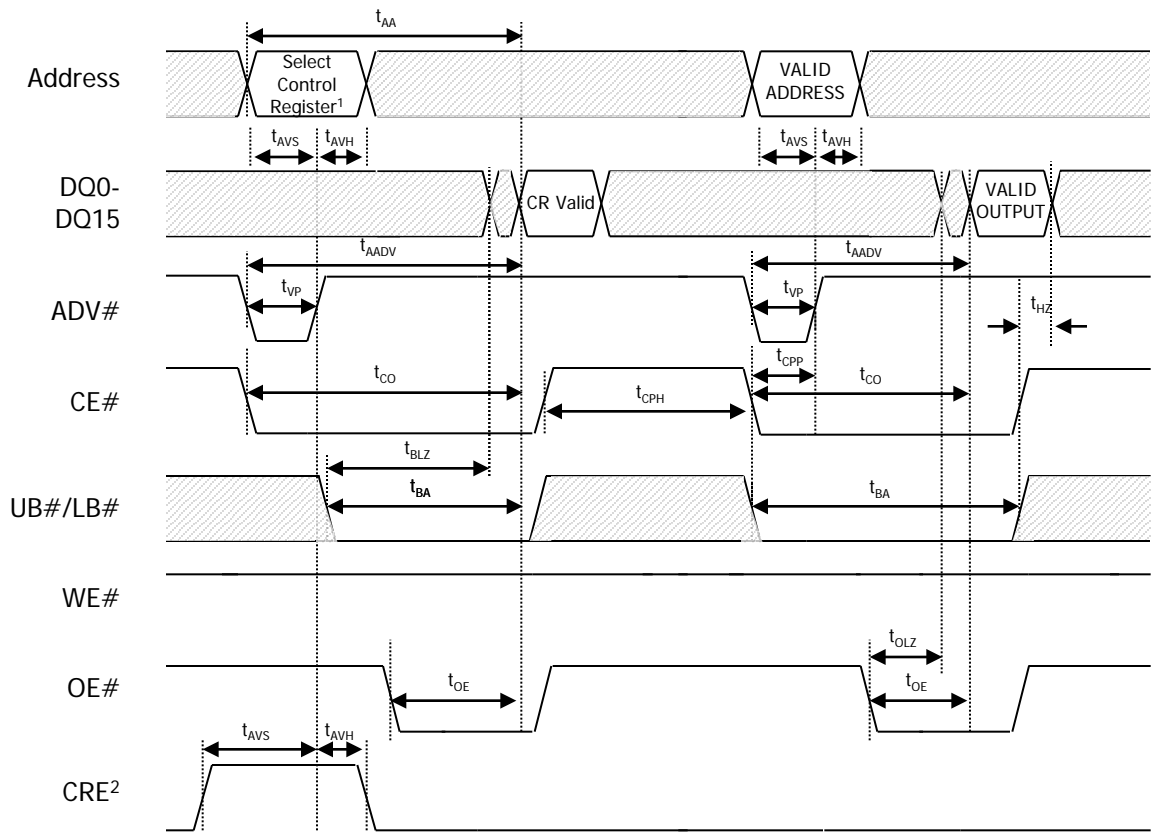 tAA
Address
Select
Control
Register1
VALID
ADDRESS
tAVS
tAVH
tAVS
tAVH
DQ0-
DQ15
CR Valid
VALID
OUTPUT
tAADV
tAADV
ADV#
tVP
tVP
tHZ
CE#
tCO
tCPH
tCPP
tCO
UB#/LB#
tBLZ
tBA
tBA
WE#
OE#
tOE
tOLZ
tOE
tAVS
tAVH
CRE2